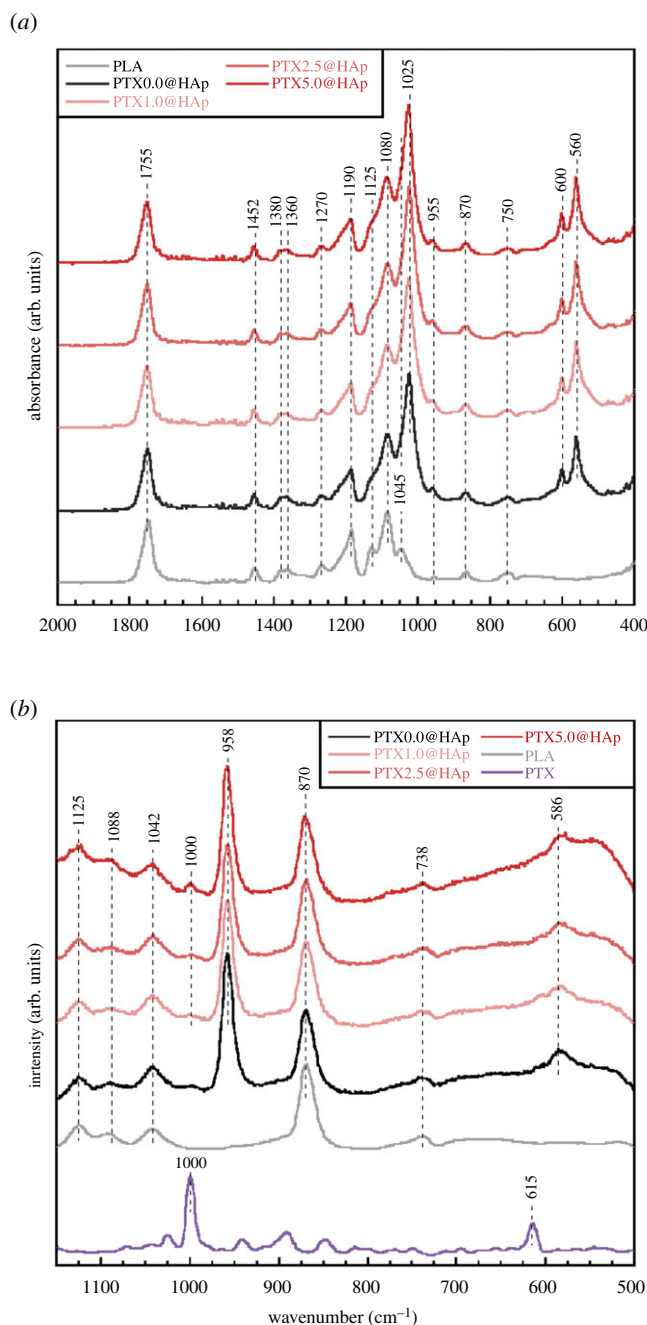 (a)
PLA
PTX0.0@HAp
PTX1.0@HAp
PTX2.5@HAp
PTX5.0@HAp
1755
1452
1380
1360
1270
1190
1125
1080
1045
1025
955
870
750
600
560
absorbance (arb. units)
2000 1800 1600 1400 1200 1000 800 600 400
(b)
PTX0.0@HAp
PTX1.0@HAp
PTX2.5@HAp
PTX5.0@HAp
PLA
PTX
1125
1088
1042
1000
958
870
738
586
1000
615
inrtensity (arb. units)
1100 1000 900 800 700 600 500
wavenumber (cm⁻¹)